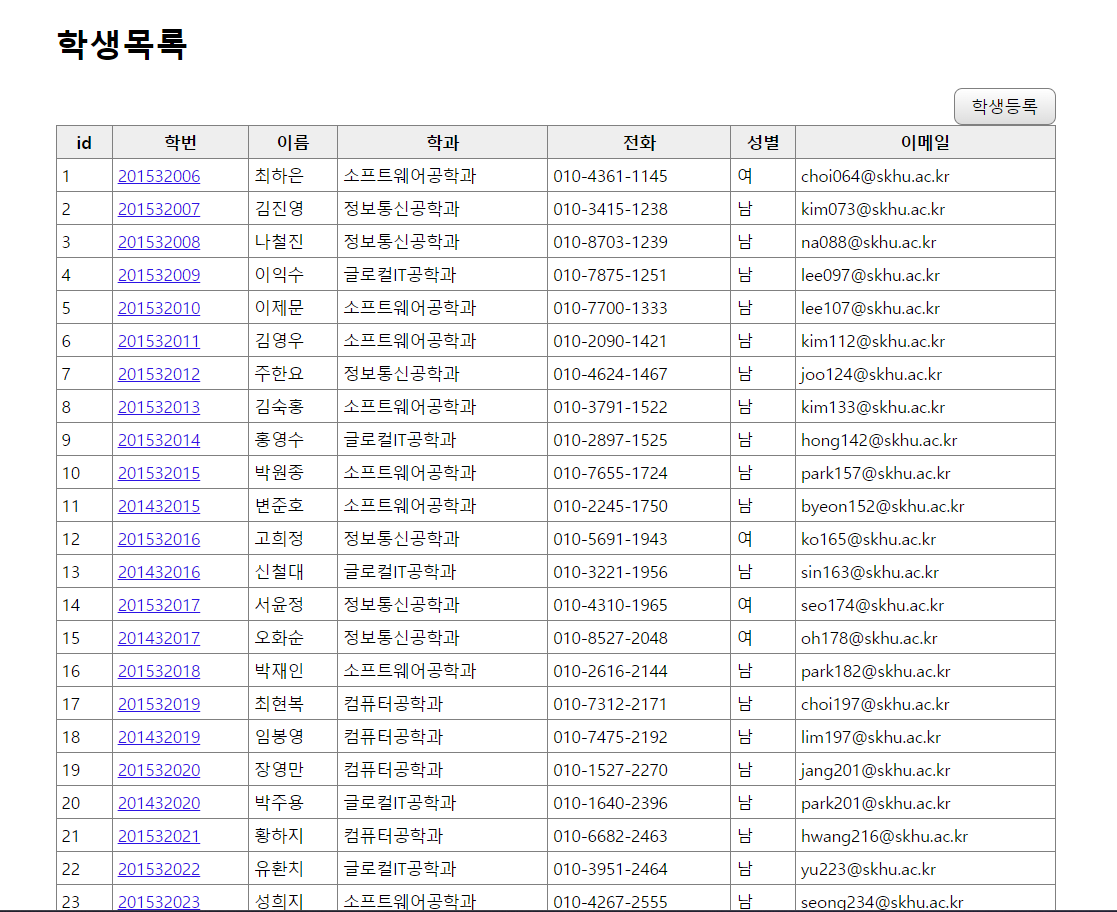 학생목록
학생등록
id 학번 이름 학과 전화 성별 이메일
1 201532006 최하은 소프트웨어공학과 010-4361-1145 여 choi064@skhu.ac.kr
2 201532007 김진영 정보통신공학과 010-3415-1238 남 kim073@skhu.ac.kr
3 201532008 나철진 정보통신공학과 010-8703-1239 남 na088@skhu.ac.kr
4 201532009 이익수 글로컬IT공학과 010-7875-1251 남 lee097@skhu.ac.kr
5 201532010 이제문 소프트웨어공학과 010-7700-1333 남 lee107@skhu.ac.kr
6 201532011 김영우 소프트웨어공학과 010-2090-1421 남 kim112@skhu.ac.kr
7 201532012 주한요 정보통신공학과 010-4624-1467 남 joo124@skhu.ac.kr
8 201532013 김숙홍 소프트웨어공학과 010-3791-1522 남 kim133@skhu.ac.kr
9 201532014 홍영수 글로컬IT공학과 010-2897-1525 남 hong142@skhu.ac.kr
10 201532015 박원종 소프트웨어공학과 010-7655-1724 남 park157@skhu.ac.kr
11 201432015 변준호 소프트웨어공학과 010-2245-1750 남 byeon152@skhu.ac.kr
12 201532016 고희정 정보통신공학과 010-5691-1943 여 ko165@skhu.ac.kr
13 201432016 신철대 글로컬IT공학과 010-3221-1956 남 sin163@skhu.ac.kr
14 201532017 서윤정 정보통신공학과 010-4310-1965 여 seo174@skhu.ac.kr
15 201432017 오화순 정보통신공학과 010-8527-2048 여 oh178@skhu.ac.kr
16 201532018 박재인 소프트웨어공학과 010-2616-2144 남 park182@skhu.ac.kr
17 201532019 최현복 컴퓨터공학과 010-7312-2171 남 choi197@skhu.ac.kr
18 201432019 임봉영 컴퓨터공학과 010-7475-2192 남 lim197@skhu.ac.kr
19 201532020 장영만 컴퓨터공학과 010-1527-2270 남 jang201@skhu.ac.kr
20 201432020 박주용 글로컬IT공학과 010-1640-2396 남 park201@skhu.ac.kr
21 201532021 황하지 컴퓨터공학과 010-6682-2463 남 hwang216@skhu.ac.kr
22 201532022 유환치 글로컬IT공학과 010-3951-2464 남 yu223@skhu.ac.kr
23 201532023 성희지 소프트웨어공학과 010-4267-2555 남 seong234@skhu.ac.kr